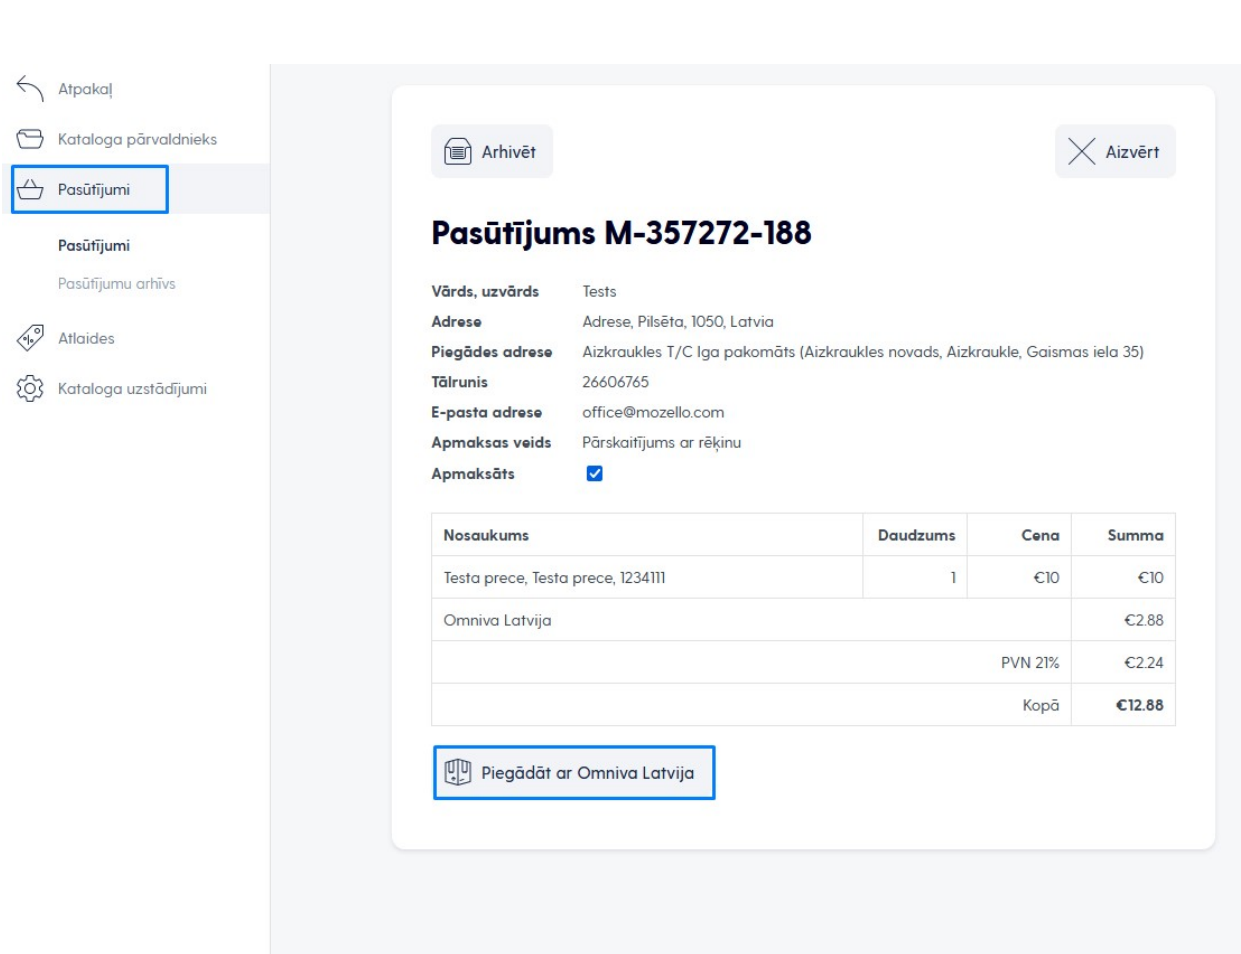 Atpakaļ
Kataloga pārvaldnieks
Pasūtījumi
Pasūtījumi
Pasūtījumu arhīvs
Atlaides
Kataloga uzstādījumi
Arhivēt
Aizvērt
Pasūtījums M-357272-188
Vārds, uzvārds Tests
Adrese Adrese, Pilsēta, 1050, Latvia
Piegādes adrese Aizkraukles T/C Iga pakomāts (Aizkraukles novads, Aizkraukle, Gaismas iela 35)
Tālrunis 26606765
E-pasta adrese office@mozello.com
Apmaksas veids Pārskaitījums ar rēķinu
Apmaksāts
Nosaukums Daudzums Cena Summa
Testa prece, Testa prece, 1234111 1 €10 €10
Omniva Latvija €2.88
PVN 21% €2.24
Kopā €12.88
Piegādāt ar Omniva Latvija